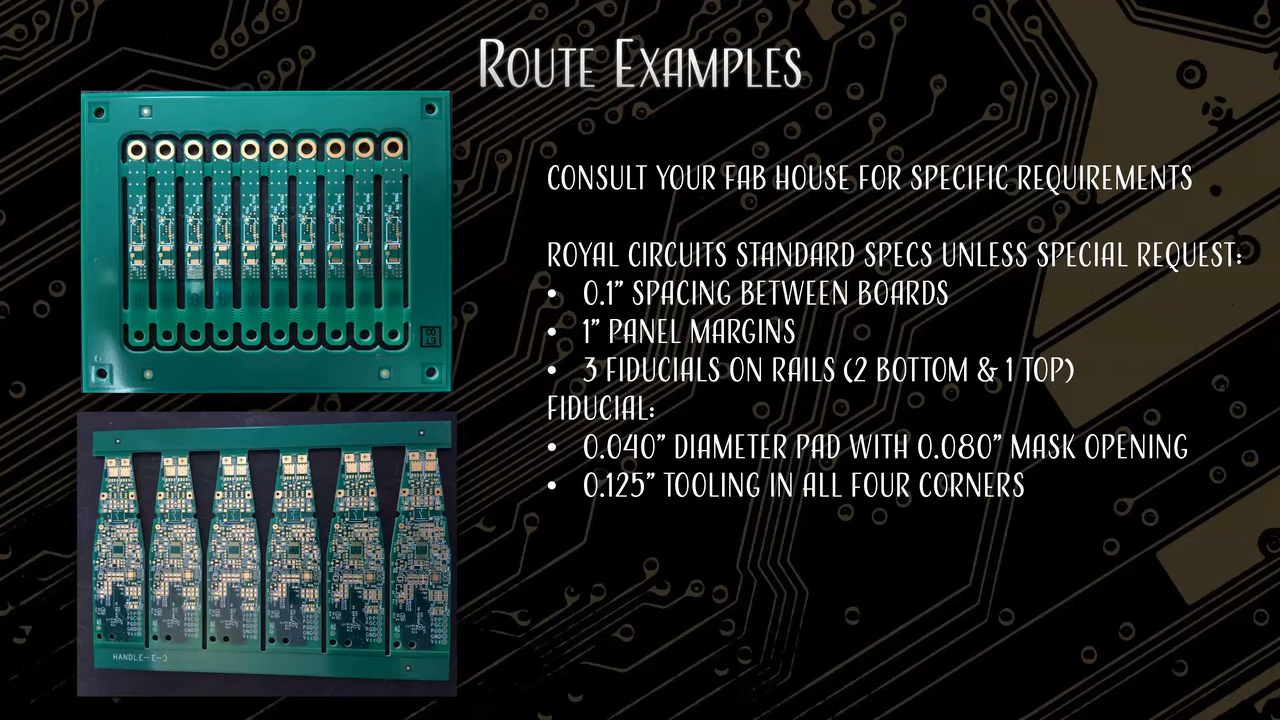 ROUTE EXAMPLES
CONSULT YOUR FAB HOUSE FOR SPECIFIC REQUIREMENTS
ROYAL CIRCUITS STANDARD SPECS UNLESS SPECIAL REQUEST:
• 0.1” SPACING BETWEEN BOARDS
• 1” PANEL MARGINS
• 3 FIDUCIALS ON RAILS (2 BOTTOM & 1 TOP)
FIDUCIAL:
• 0.040” DIAMETER PAD WITH 0.080” MASK OPENING
• 0.125” TOOLING IN ALL FOUR CORNERS
HANDLE-E-3